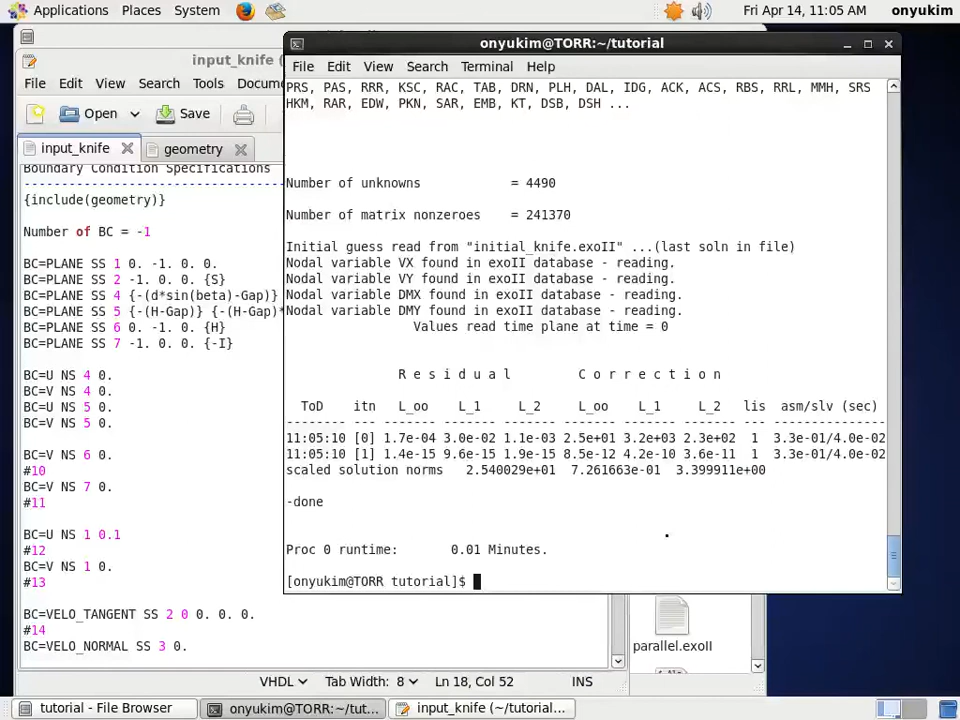 Applications Places System
Fri Apr 14, 11:05 AM onyukim
input_knife
File Edit View Search Tools Docume
Open Save
input_knife geometry
Boundary Condition Specifications
{include(geometry)}
Number of BC = -1
BC=PLANE SS 1 0. -1. 0. 0.
BC=PLANE SS 2 -1. 0. 0. {S}
BC=PLANE SS 4 {-(d*sin(beta)-Gap)}
BC=PLANE SS 5 {-(H-Gap)} {-(H-Gap)*
BC=PLANE SS 6 0. -1. 0. {H}
BC=PLANE SS 7 -1. 0. 0. {-I}
BC=U NS 4 0.
BC=V NS 4 0.
BC=U NS 5 0.
BC=V NS 5 0.
BC=V NS 6 0.
#10
BC=V NS 7 0.
#11
BC=U NS 1 0.1
#12
BC=V NS 1 0.
#13
BC=VELO_TANGENT SS 2 0 0. 0. 0.
#14
BC=VELO_NORMAL SS 3 0.
VHDL Tab Width: 8 Ln 18, Col 52 INS
onyukim@TORR:~/tutorial
File Edit View Search Terminal Help
PRS, PAS, RRR, KSC, RAC, TAB, DRN, PLH, DAL, IDG, ACK, ACS, RBS, RRL, MMH, SRS
HKM, RAR, EDW, PKN, SAR, EMB, KT, DSB, DSH ...
Number of unknowns = 4490
Number of matrix nonzeroes = 241370
Initial guess read from "initial_knife.exoII" ...(last soln in file)
Nodal variable VX found in exoII database - reading.
Nodal variable VY found in exoII database - reading.
Nodal variable DMX found in exoII database - reading.
Nodal variable DMY found in exoII database - reading.
Values read time plane at time = 0
R e s i d u a l C o r r e c t i o n
ToD itn L_oo L_1 L_2 L_oo L_1 L_2 lis asm/slv (sec)
-------- --- ------- ------- ------- ------- ------- ------- --- ---------------
11:05:10 [0] 1.7e-04 3.0e-02 1.1e-03 2.5e+01 3.2e+03 2.3e+02 1 3.3e-01/4.0e-02
11:05:10 [1] 1.4e-15 9.6e-15 1.9e-15 8.5e-12 4.2e-10 3.6e-11 1 3.3e-01/4.0e-02
scaled solution norms 2.540029e+01 7.261663e-01 3.399911e+00
-done
Proc 0 runtime: 0.01 Minutes.
[onyukim@TORR tutorial]$
parallel.exoII
tutorial - File Browser onyukim@TORR:~/tut... input_knife (~/tutorial...